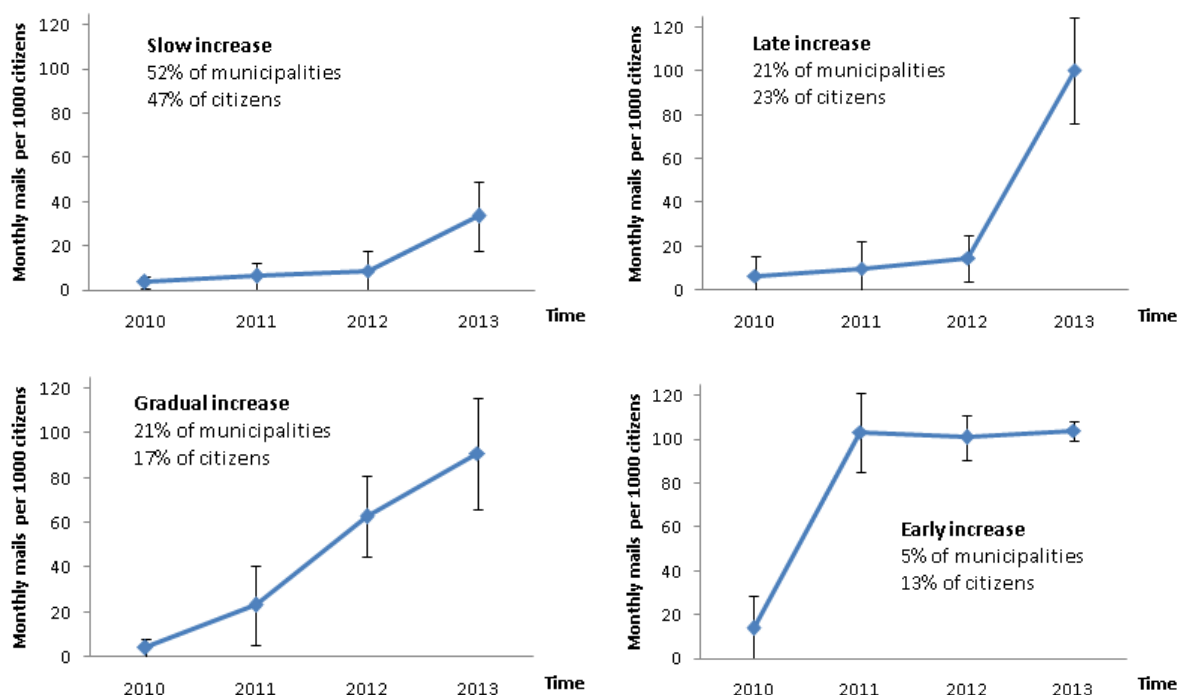 Monthly mails per 1000 citizens
120
100
80
60
40
20
0
Slow increase
52% of municipalities
47% of citizens
2010 2011 2012 2013 Time
Monthly mails per 1000 citizens
120
100
80
60
40
20
0
Late increase
21% of municipalities
23% of citizens
2010 2011 2012 2013 Time
Monthly mails per 1000 citizens
120
100
80
60
40
20
0
Gradual increase
21% of municipalities
17% of citizens
2010 2011 2012 2013 Time
Monthly mails per 1000 citizens
120
100
80
60
40
20
0
Early increase
5% of municipalities
13% of citizens
2010 2011 2012 2013 Time